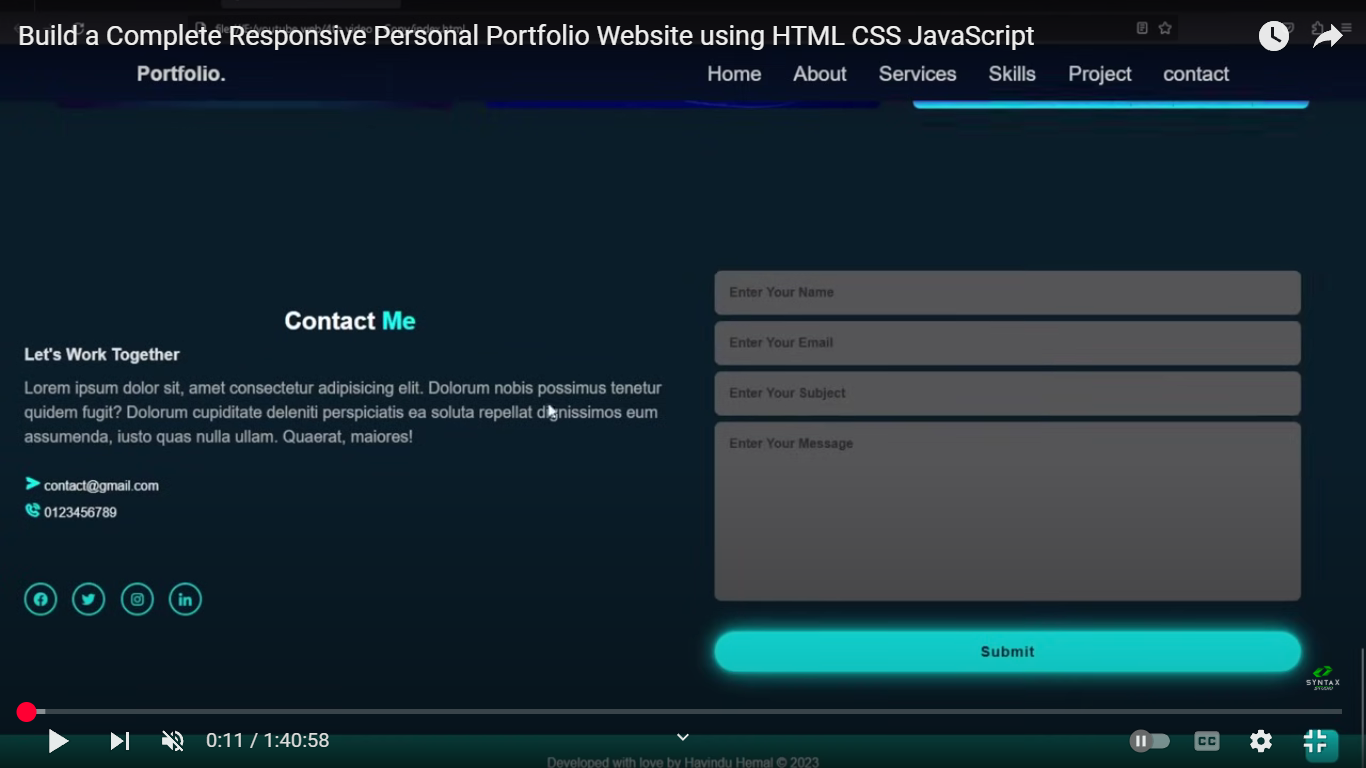 Build a Complete Responsive Personal Portfolio Website using HTML CSS JavaScript
Portfolio.
Home About Services Skills Project contact
Contact Me
Let's Work Together
Lorem ipsum dolor sit, amet consectetur adipisicing elit. Dolorum nobis possimus tenetur
quidem fugit? Dolorum cupiditate deleniti perspiciatis ea soluta repellat dignissimos eum
assumenda, iusto quas nulla ullam. Quaerat, maiores!
contact@gmail.com
0123456789
in
Enter Your Name
Enter Your Email
Enter Your Subject
Enter Your Message
Submit
SYNTAX
STUDIO
0:11 / 1:40:58
CC
Developed with love by Havindu Hemal © 2023